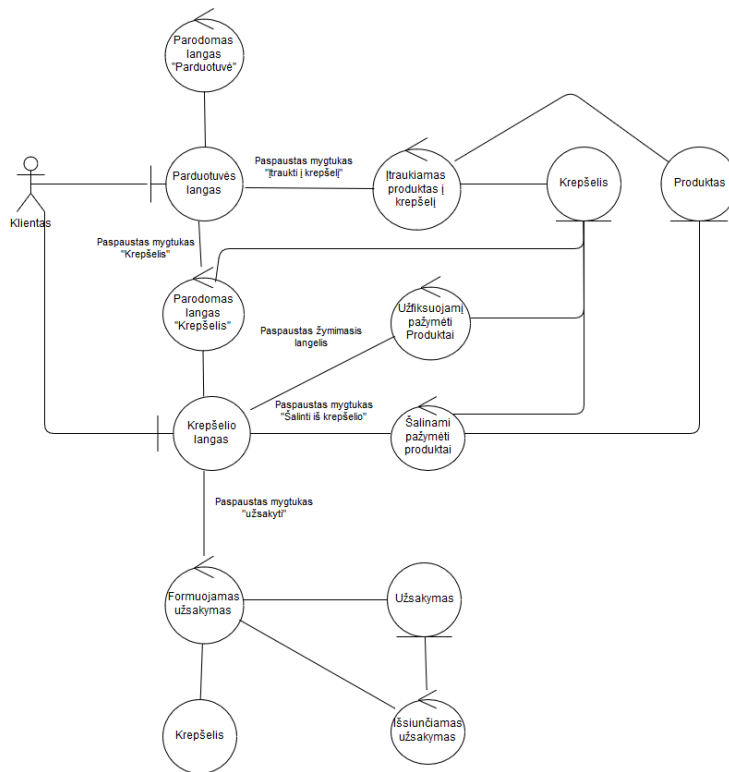 Parodomas
langas
"Parduotuvė"
Klientas
Parduotuvės
langas
Paspaustas mygtukas
"Įtraukti į krepšelį"
Įtraukiamas
produktas į
krepšelį
Krepšelis
Produktas
Paspaustas mygtukas
"Krepšelis"
Parodomas
langas
"Krepšelis"
Užfiksuojamį
pažymėti
Produktai
Paspaustas žymimasis
langelis
Krepšelio
langas
Paspaustas mygtukas
"Šalinti iš krepšelio"
Šalinami
pažymėti
produktai
Paspaustas mygtukas
"užsakyti"
Formuojamas
užsakymas
Užsakymas
Krepšelis
Išsiunčiamas
užsakymas